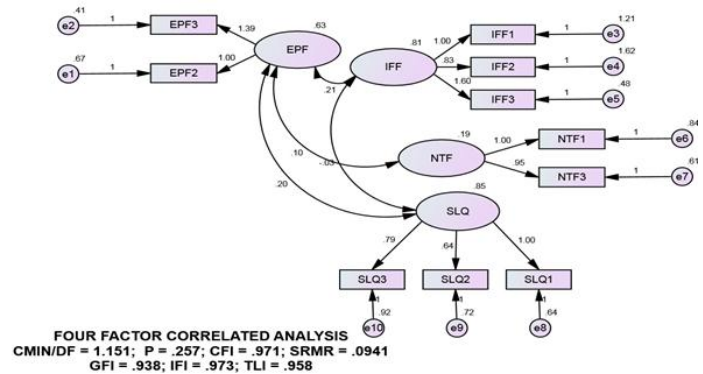 .41
e2
1
EPF3
1.39
.63
EPF
.67
e1
1
EPF2
1.00
.81
IFF
1.00
IFF1
1
1.21
e3
.83
IFF2
1
1.62
e4
1.60
IFF3
1
.48
e5
.21
.19
NTF
1.00
NTF1
1
.84
e6
.95
NTF3
1
.61
e7
.10
-.03
.20
.85
SLQ
.79
.64
1.00
SLQ3
SLQ2
SLQ1
1
1
1
.92
.72
.64
e10
e9
e8
FOUR FACTOR CORRELATED ANALYSIS
CMIN/DF = 1.151; P = .257; CFI = .971; SRMR = .0941
GFI = .938; IFI = .973; TLI = .958